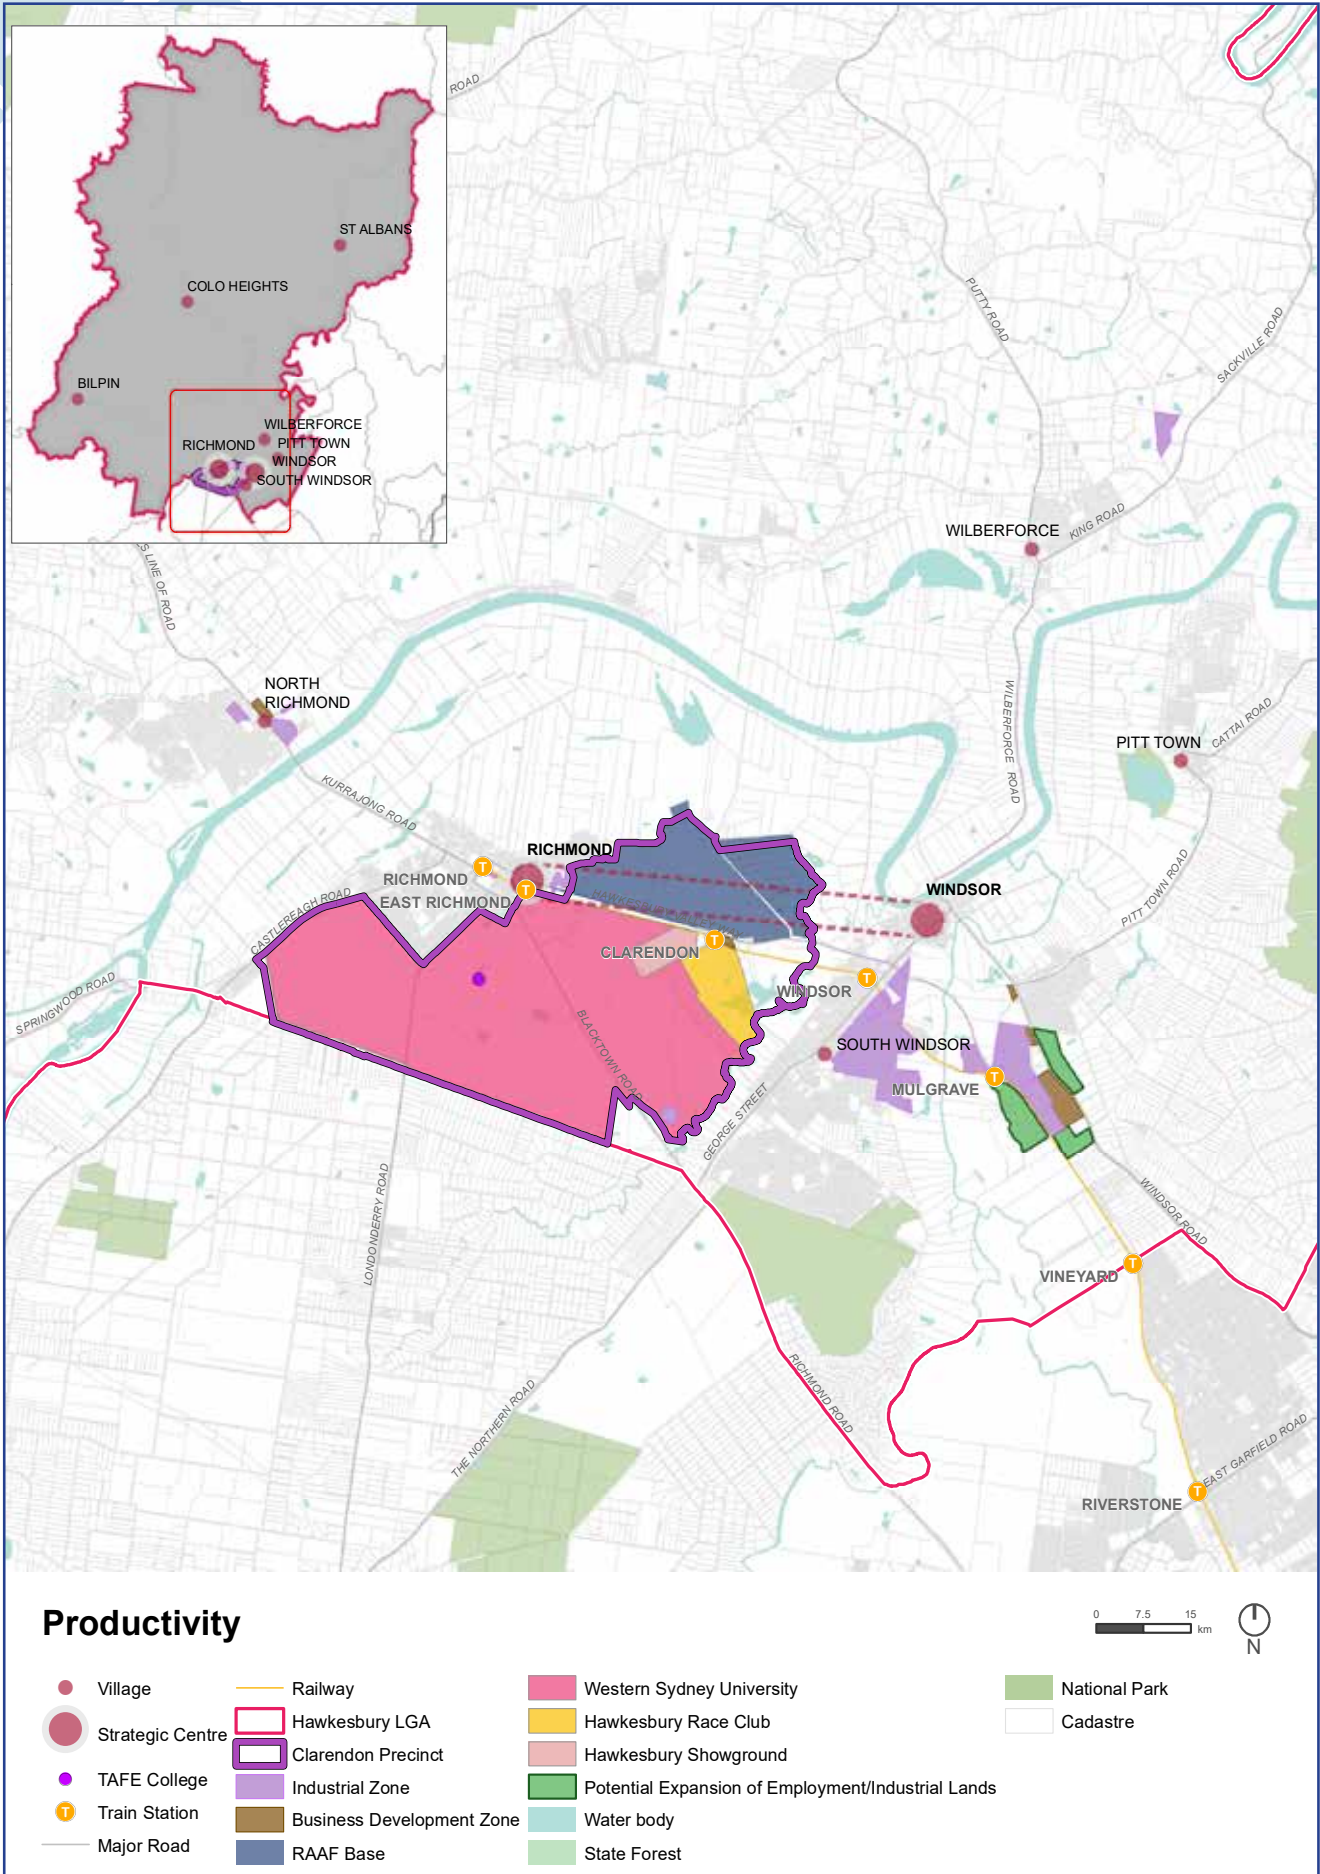 ROAD
ST ALBANS
COLO HEIGHTS
BILPIN
WILBERFORCE
RICHMOND
PITT TOWN
WINDSOR
SOUTH WINDSOR
PUTTY ROAD
SACKVILLE ROAD
WILBERFORCE
KING ROAD
S LINE OF ROAD
NORTH
RICHMOND
WILBERFORCE ROAD
PITT TOWN
CATTAI ROAD
KURRAJONG ROAD
RICHMOND
RICHMOND
EAST RICHMOND
CASTLEREAGH ROAD
HAWKESBURY VALLEY WAY
WINDSOR
PITT TOWN ROAD
T
T
T
CLARENDON
T
WINDSOR
SPRINGWOOD ROAD
BLACKTOWN ROAD
SOUTH WINDSOR
T
MULGRAVE
GEORGE STREET
LONDONDERRY ROAD
WINDSOR ROAD
T
VINEYARD
RICHMOND ROAD
THE NORTHERN ROAD
EAST GARFIELD ROAD
T
RIVERSTONE
Productivity
0 7.5 15
km
N
Village
Strategic Centre
TAFE College
T Train Station
Major Road
Railway
Hawkesbury LGA
Clarendon Precinct
Industrial Zone
Business Development Zone
RAAF Base
Western Sydney University
Hawkesbury Race Club
Hawkesbury Showground
Potential Expansion of Employment/Industrial Lands
Water body
State Forest
National Park
Cadastre